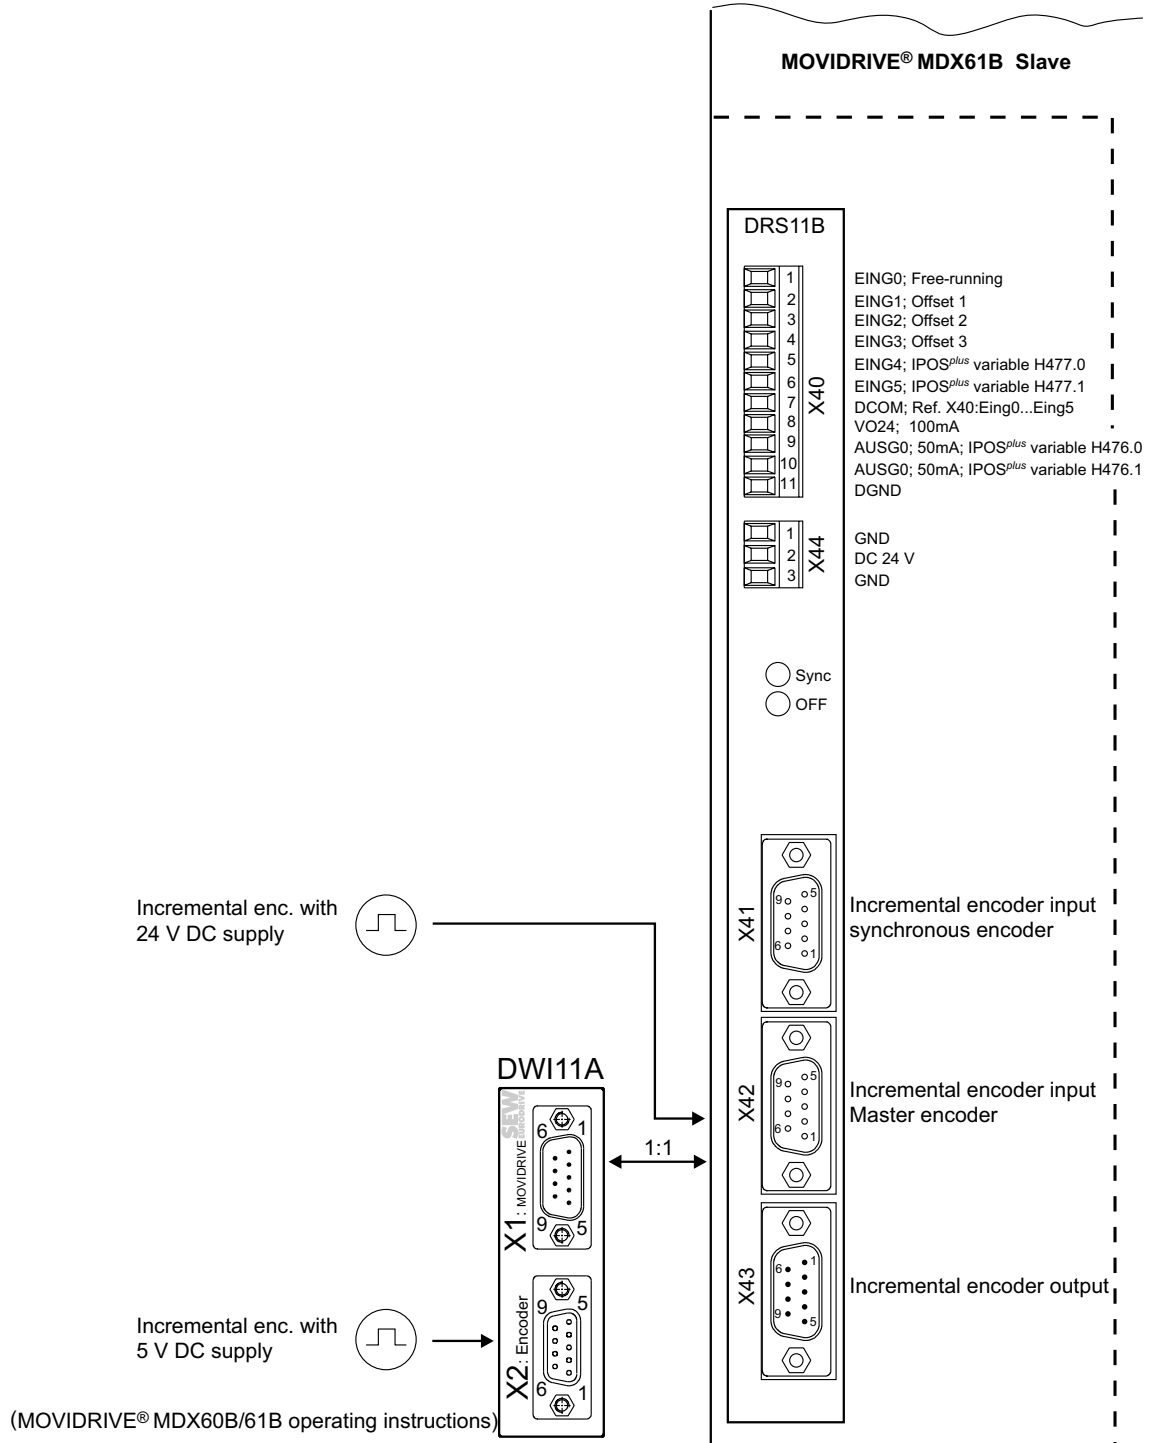 MOVIDRIVE® MDX61B Slave
DRS11B
1 EING0; Free-running
2 EING1; Offset 1
3 EING2; Offset 2
4 EING3; Offset 3
5 EING4; IPOSplus variable H477.0
6 EING5; IPOSplus variable H477.1
7 DCOM; Ref. X40:Eing0...Eing5
8 VO24; 100mA
9 AUSG0; 50mA; IPOSplus variable H476.0
10 AUSG0; 50mA; IPOSplus variable H476.1
11 DGND
X40
1 GND
2 DC 24 V
3 GND
X44
Sync
OFF
X41
9 5
6 1
Incremental encoder input
synchronous encoder
Incremental enc. with
24 V DC supply
X42
9 5
6 1
Incremental encoder input
Master encoder
DWI11A
SEW
EURODRIVE
X1: MOVIDRIVE
6 1
9 5
1:1
X43
6 1
9 5
Incremental encoder output
X2: Encoder
9 5
6 1
Incremental enc. with
5 V DC supply
(MOVIDRIVE® MDX60B/61B operating instructions)